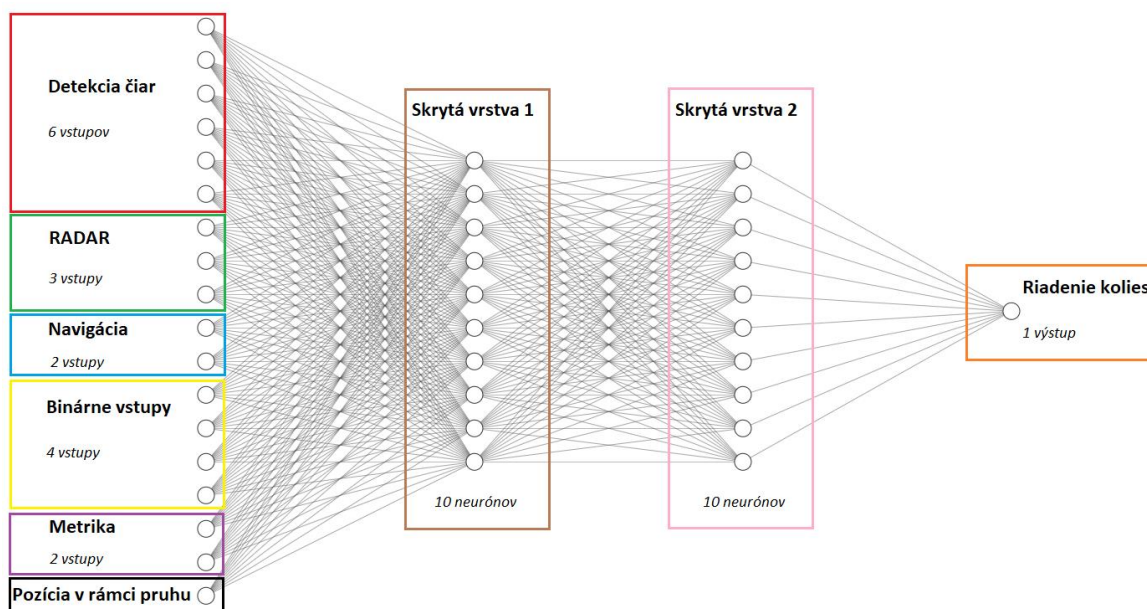 Detekcia čiar
6 vstupov
RADAR
3 vstupy
Navigácia
2 vstupy
Binárne vstupy
4 vstupy
Metrika
2 vstupy
Pozícia v rámci pruhu
Skrytá vrstva 1
10 neurónov
Skrytá vrstva 2
10 neurónov
Riadenie kolies
1 výstup